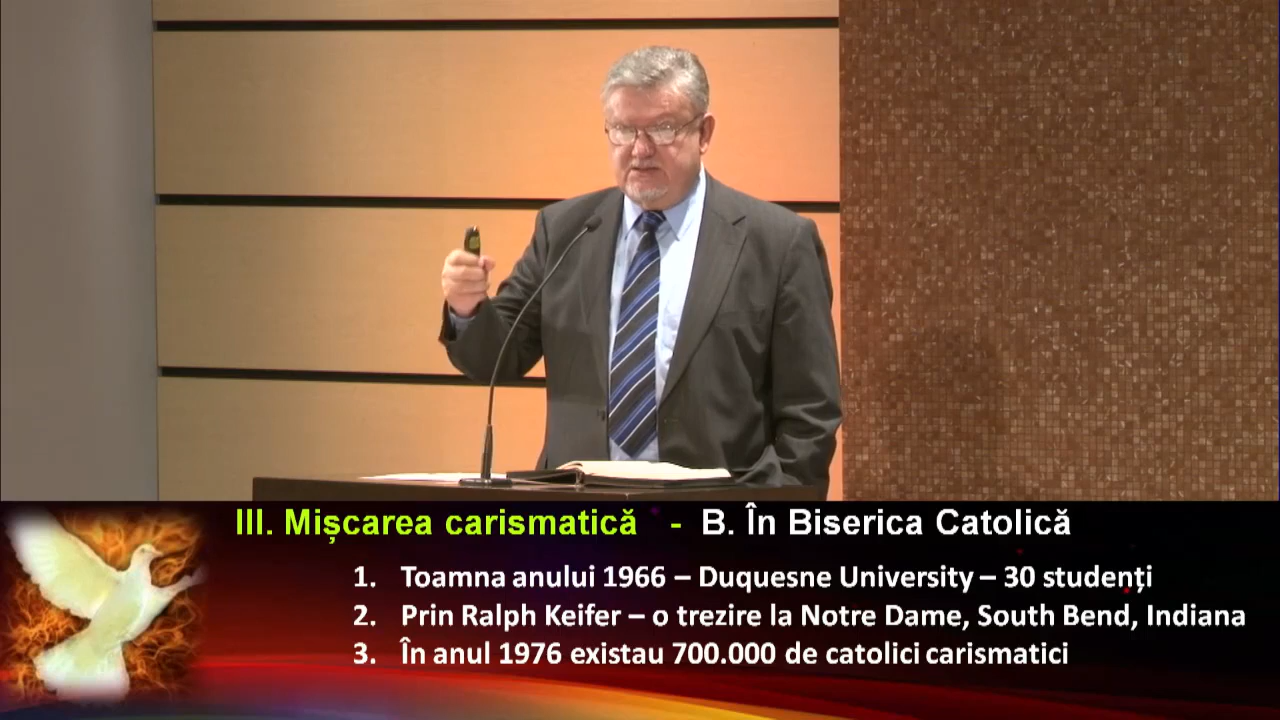 III. Mișcarea carismatică - B. În Biserica Catolică
1. Toamna anului 1966 – Duquesne University – 30 studenți
2. Prin Ralph Keifer – o trezire la Notre Dame, South Bend, Indiana
3. În anul 1976 existau 700.000 de catolici carismatici